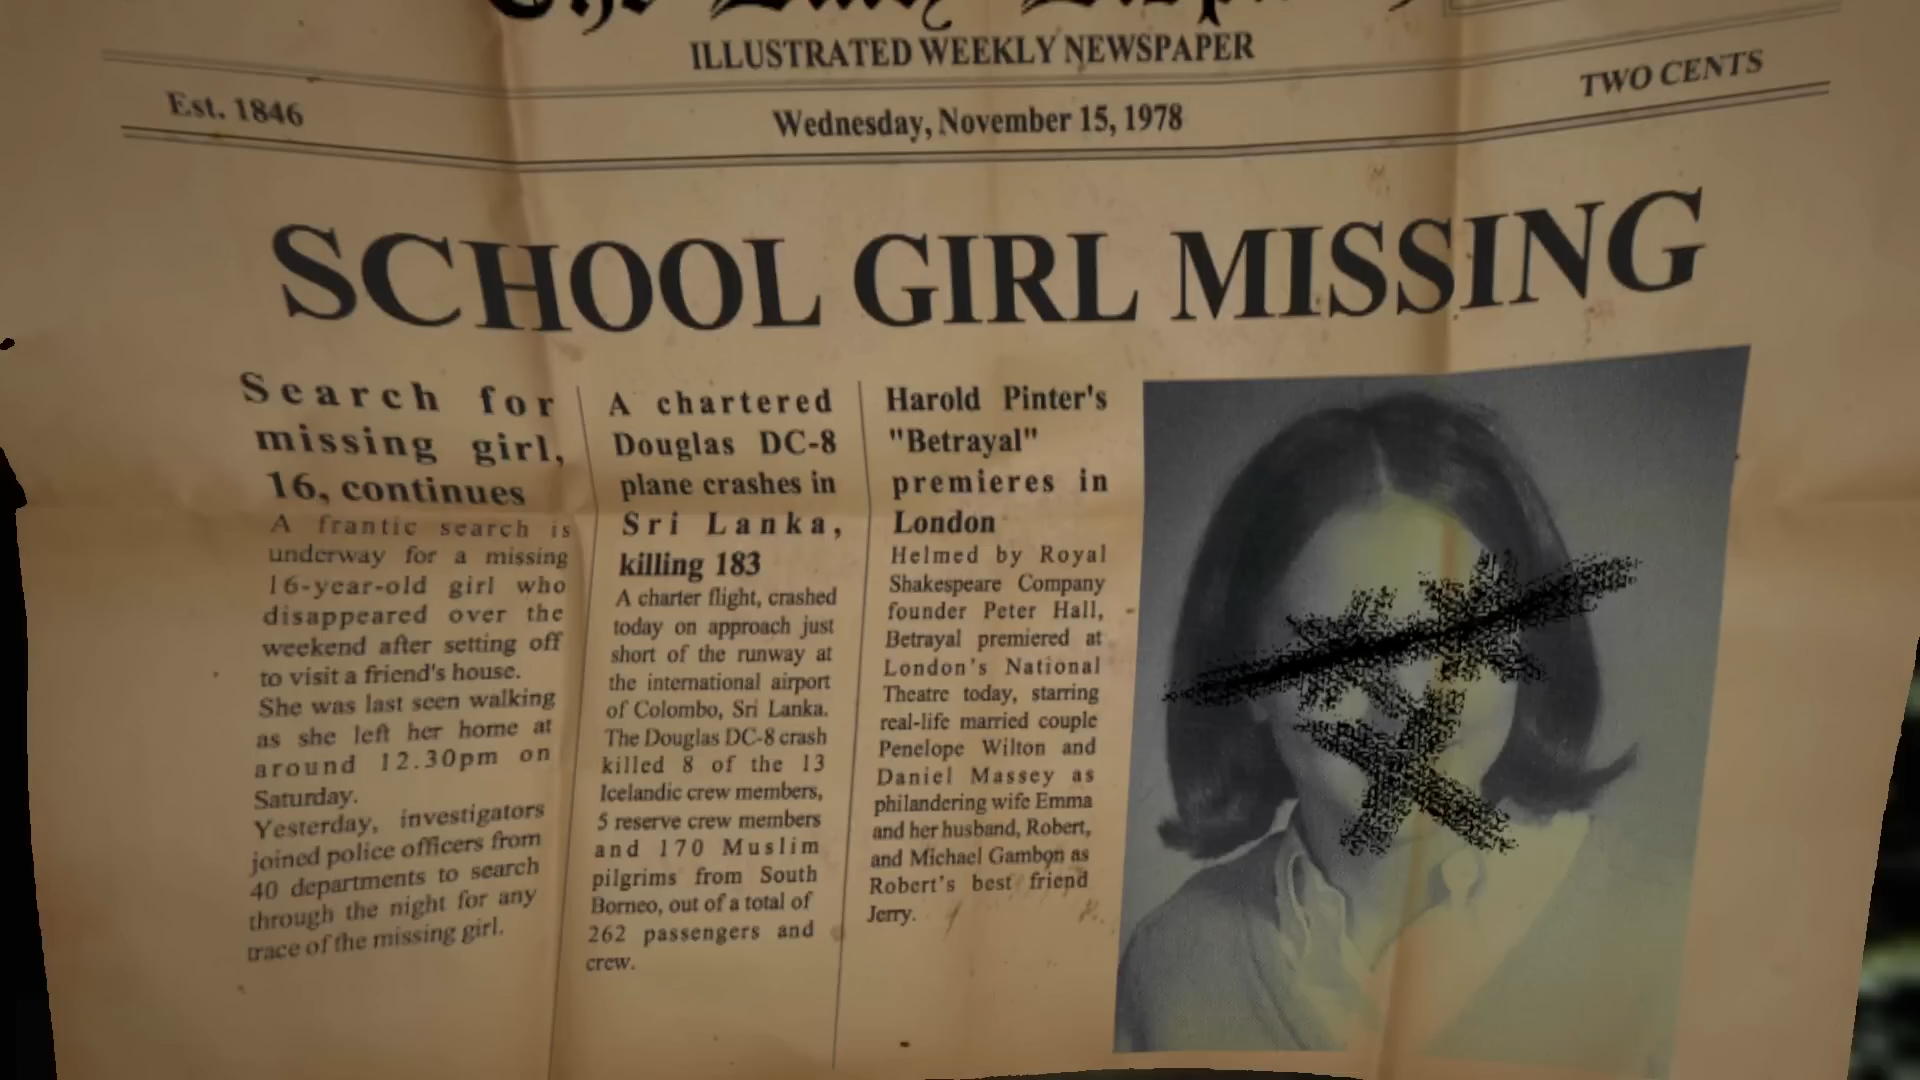 ILLUSTRATED WEEKLY NEWSPAPER
Est. 1846
Wednesday, November 15, 1978
TWO CENTS
SCHOOL GIRL MISSING
Search for
missing girl,
16, continues
A frantic search is
underway for a missing
16-year-old girl who
disappeared over the
weekend after setting off
to visit a friend's house.
She was last seen walking
as she left her home at
around 12.30pm on
Saturday.
Yesterday, investigators
joined police officers from
40 departments to search
through the night for any
trace of the missing girl.
A chartered
Douglas DC-8
plane crashes in
Sri Lanka,
killing 183
A charter flight, crashed
today on approach just
short of the runway at
the international airport
of Colombo, Sri Lanka.
The Douglas DC-8 crash
killed 8 of the 13
Icelandic crew members,
5 reserve crew members
and 170 Muslim
pilgrims from South
Borneo, out of a total of
262 passengers and
crew.
Harold Pinter's
"Betrayal"
premieres in
London
Helmed by Royal
Shakespeare Company
founder Peter Hall,
Betrayal premiered at
London's National
Theatre today, starring
real-life married couple
Penelope Wilton and
Daniel Massey as
philandering wife Emma
and her husband, Robert,
and Michael Gambon as
Robert's best friend
Jerry.